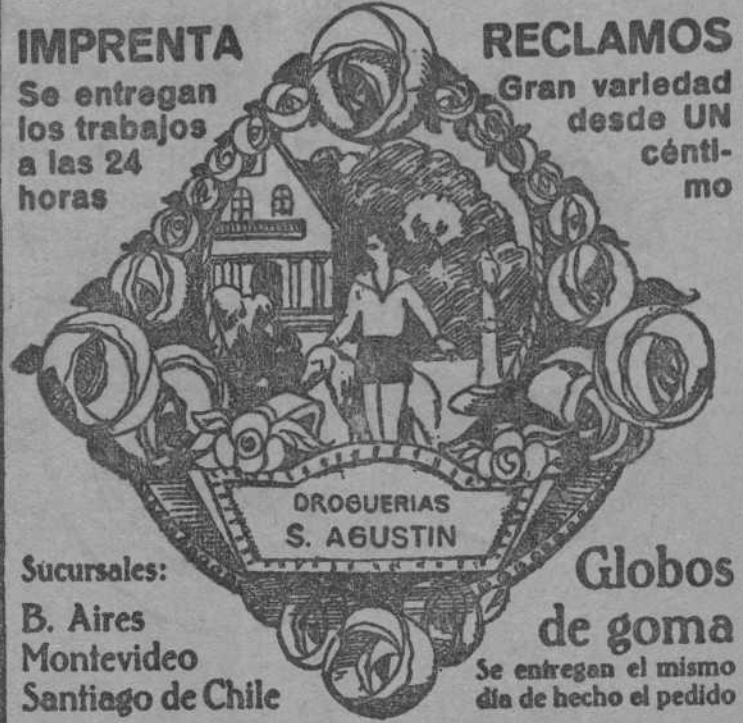 IMPRENTA
Se entregan
los trabajos
a las 24
horas
RECLAMOS
Gran variedad
desde UN
cénti-
mo
DROGUERIAS
S. AGUSTIN
Sucursales:
B. Aires
Montevideo
Santiago de Chile
Globos
de goma
Se entregan el mismo
día de hecho el pedido